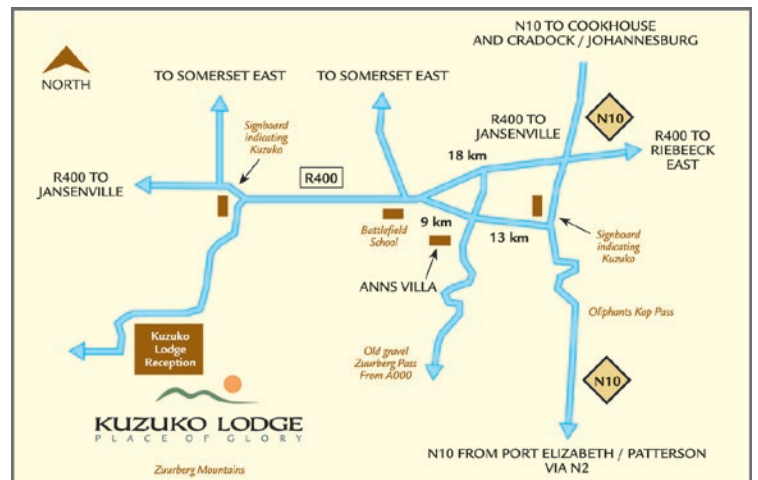 N10 TO COOKHOUSE
AND CRADOCK / JOHANNESBURG
NORTH
TO SOMERSET EAST
TO SOMERSET EAST
N10
Signboard
indicating
Kuzuko
R400 TO
JANSENVILLE
R400 TO
RIEBEECK
EAST
18 km
R400 TO
JANSENVILLE
R400
Battlefield
School
9 km
13 km
Signboard
indicating
Kuzuko
ANNS VILLA
Oliphants Kop Pass
Kuzuko
Lodge
Reception
Old gravel
Zuurberg Pass
From A000
N10
KUZUKO LODGE
PLACE OF GLORY
N10 FROM PORT ELIZABETH / PATTERSON
VIA N2
Zuurberg Mountains